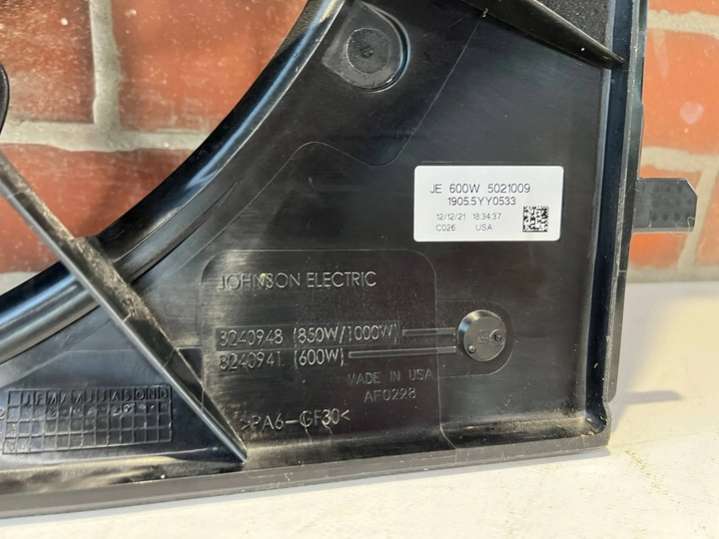 JE 600W 5021009
1905.5YY0533
12/12/21 18:34:37
C026 USA
JOHNSON ELECTRIC
3240948 (850W/1000W)
3240941 (600W)
MADE IN USA
AF0228
>PA6-GF30<
J F M A M J J A S O N D